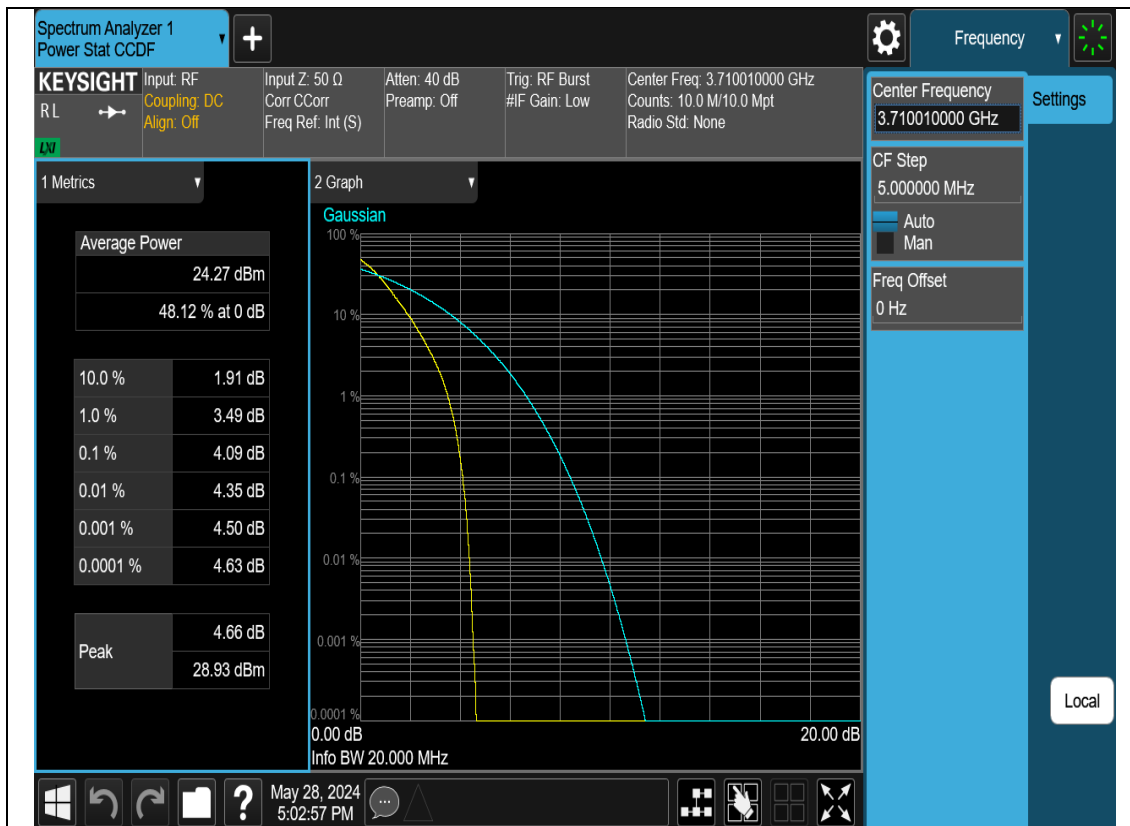 Spectrum Analyzer 1
Power Stat CCDF
+
Frequency
KEYSIGHT
R L
LXI
Input: RF
Coupling: DC
Align: Off
Input Z: 50 Ω
Corr CCorr
Freq Ref: Int (S)
Atten: 40 dB
Preamp: Off
Trig: RF Burst
#IF Gain: Low
Center Freq: 3.710010000 GHz
Counts: 10.0 M/10.0 Mpt
Radio Std: None
Center Frequency
3.710010000 GHz
Settings
CF Step
5.000000 MHz
Auto
Man
Freq Offset
0 Hz
1 Metrics
Average Power
24.27 dBm
48.12 % at 0 dB
10.0 % 1.91 dB
1.0 % 3.49 dB
0.1 % 4.09 dB
0.01 % 4.35 dB
0.001 % 4.50 dB
0.0001 % 4.63 dB
Peak
4.66 dB
28.93 dBm
2 Graph
Gaussian
100 %
10 %
1 %
0.1 %
0.01 %
0.001 %
0.0001 %
0.00 dB 20.00 dB
Info BW 20.000 MHz
Local
?
May 28, 2024
5:02:57 PM